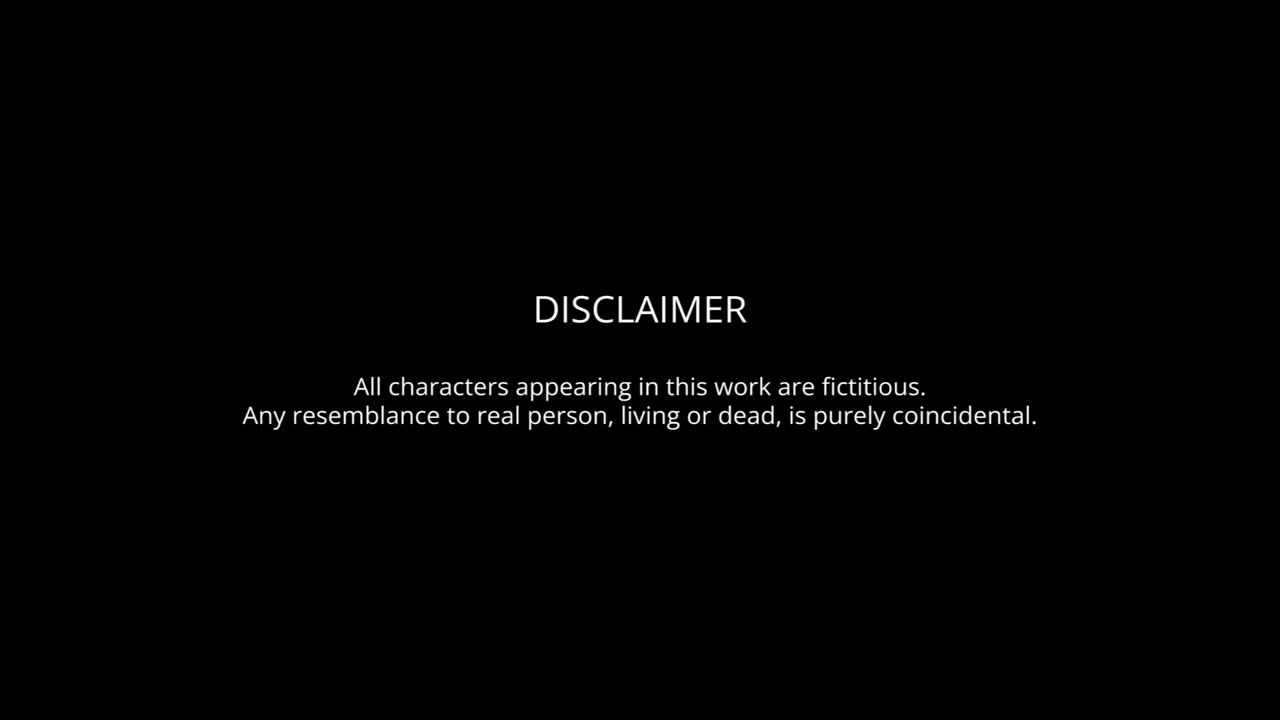 DISCLAIMER
All characters appearing in this work are fictitious.
Any resemblance to real person, living or dead, is purely coincidental.